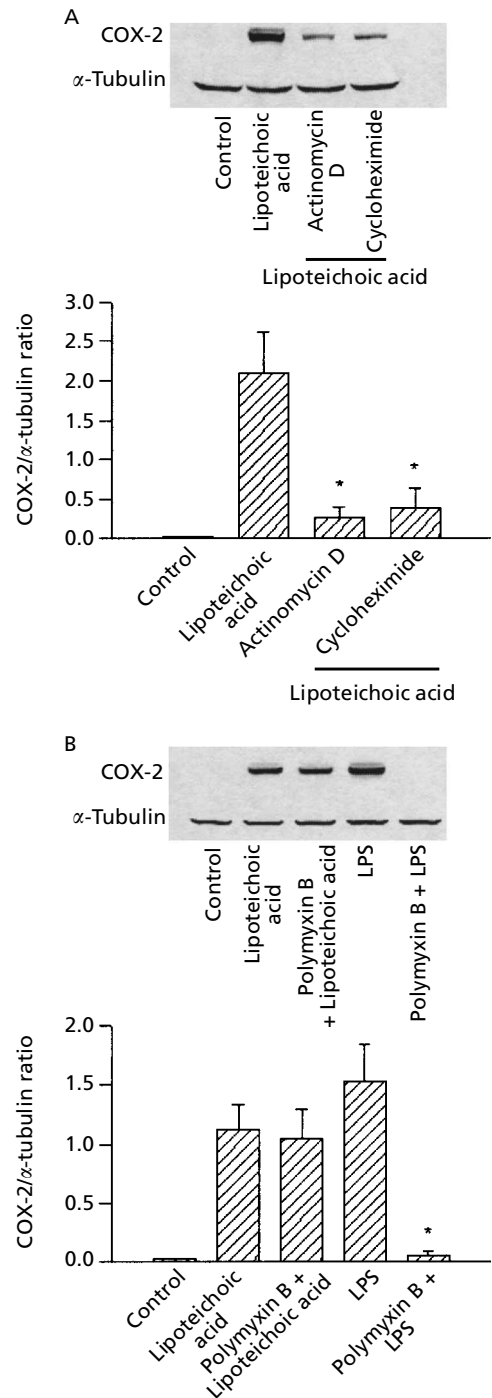 A
COX-2
α-Tubulin
Control
Lipoteichoic
acid
Actinomycin
D
Cycloheximide
Lipoteichoic acid
3.0
2.5
2.0
1.5
1.0
0.5
0.0
COX-2/α-tubulin ratio
*
*
Control
Lipoteichoic
acid
Actinomycin D
Cycloheximide
Lipoteichoic acid
B
COX-2
α-Tubulin
Control
Lipoteichoic
acid
Polymyxin B
+ Lipoteichoic acid
LPS
Polymyxin B + LPS
2.0
1.5
1.0
0.5
0.0
COX-2/α-tubulin ratio
*
Control
Lipoteichoic
acid
Polymyxin B +
Lipoteichoic acid
LPS
Polymyxin B +
LPS